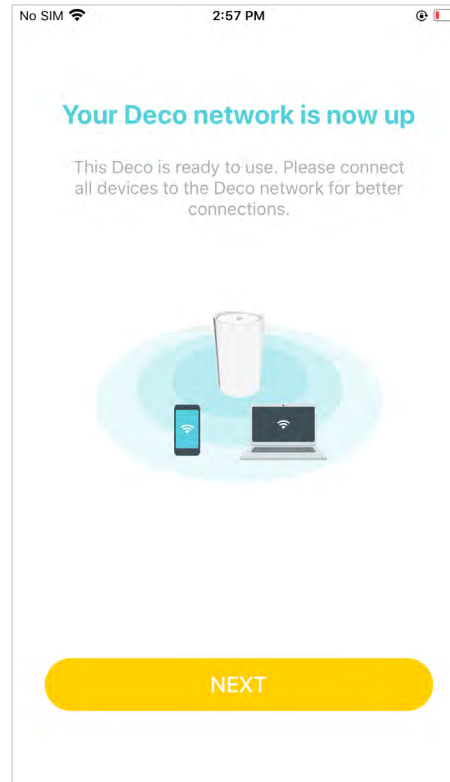 No SIM 2:57 PM
Your Deco network is now up
This Deco is ready to use. Please connect
all devices to the Deco network for better
connections.
NEXT